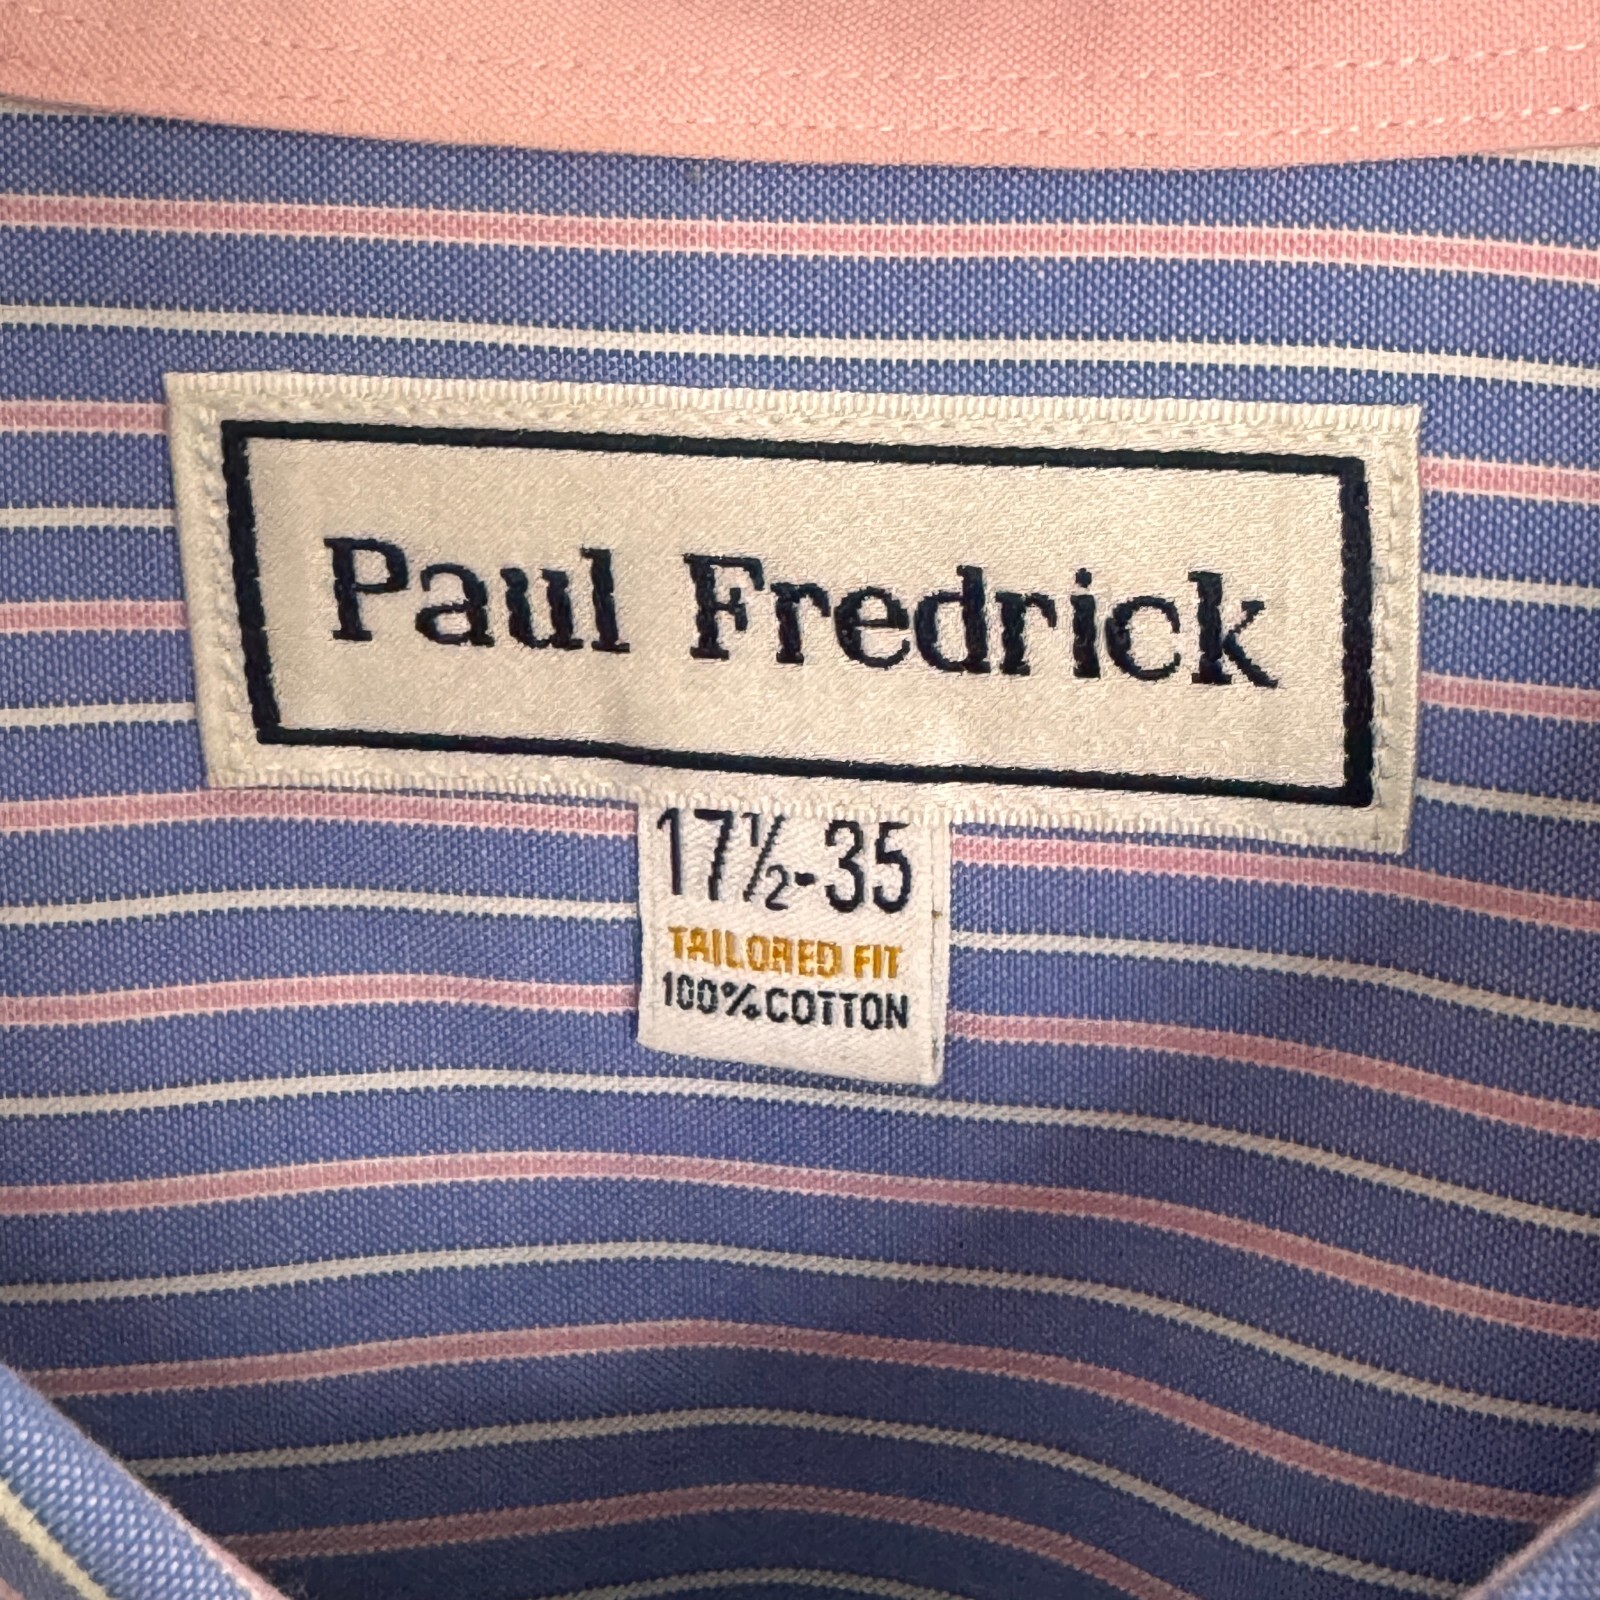 Paul Fredrick
17½-35
TAILORED FIT
100% COTTON